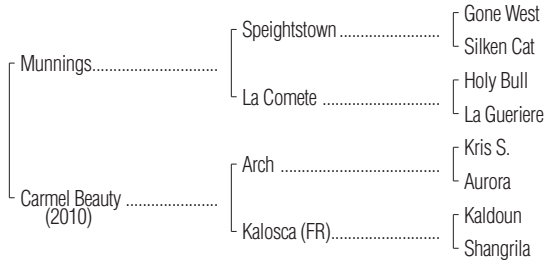 Gone West
Speightstown
Silken Cat
Munnings
Holy Bull
La Comete
La Gueriere
Kris S.
Arch
Aurora
Carmel Beauty
(2010)
Kaldoun
Kalosca (FR)
Shangrila